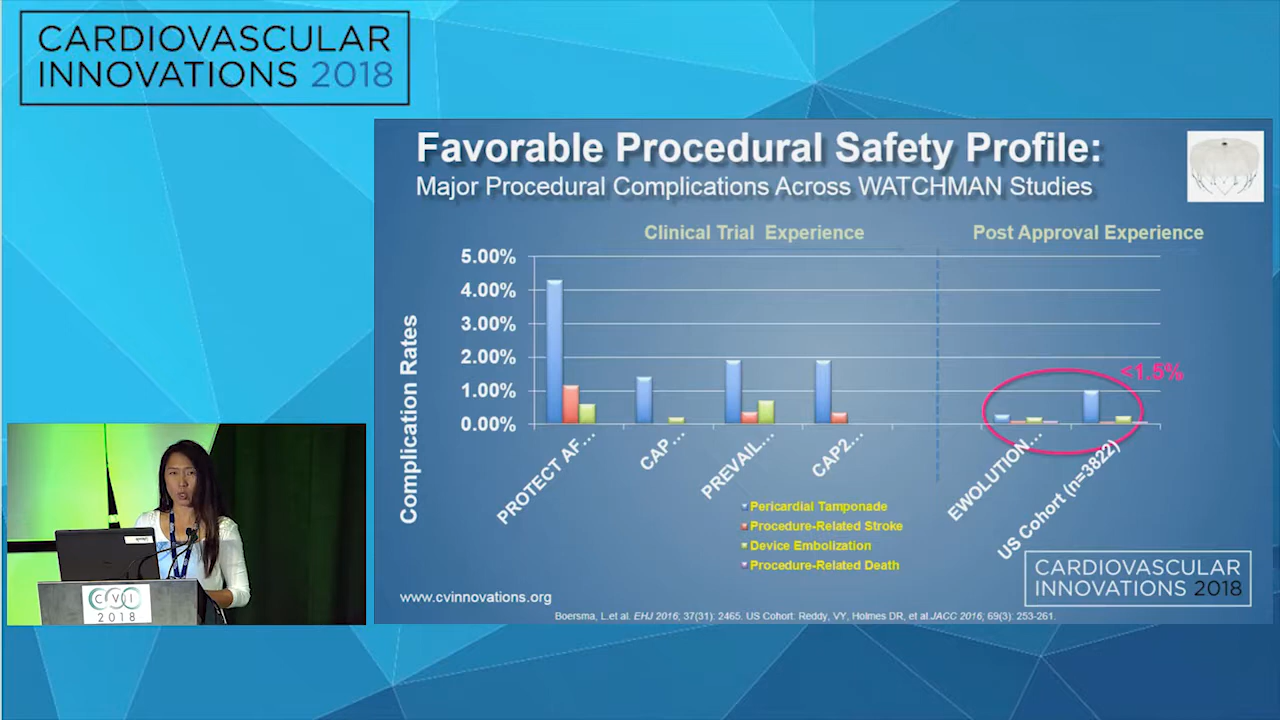 CARDIOVASCULAR
INNOVATIONS 2018
Favorable Procedural Safety Profile:
Major Procedural Complications Across WATCHMAN Studies
Clinical Trial Experience
Post Approval Experience
Complication Rates
5.00%
4.00%
3.00%
2.00%
1.00%
0.00%
<1.5%
PROTECT AF...
CAP...
PREVAIL...
CAP2...
EWOLUTION...
US Cohort (n=3822)
Pericardial Tamponade
Procedure-Related Stroke
Device Embolization
Procedure-Related Death
CARDIOVASCULAR
INNOVATIONS 2018
www.cvinnovations.org
Boersma, L.et al. EHJ 2016; 37(31): 2465. US Cohort: Reddy, VY, Holmes DR, et al.JACC 2016; 69(3): 253-261.
CVI
2018